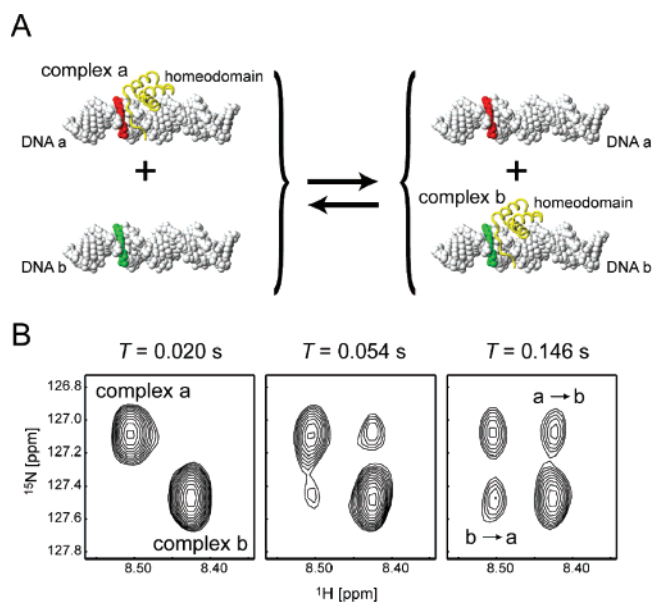 A
complex a
homeodomain
DNA a
+
DNA b
DNA a
+
complex b
homeodomain
DNA b
B
T = 0.020 s
T = 0.054 s
T = 0.146 s
complex a
complex b
a → b
b → a
15N [ppm]
126.8
127.0
127.2
127.4
127.6
127.8
8.50 8.40
8.50 8.40
8.50 8.40
1H [ppm]